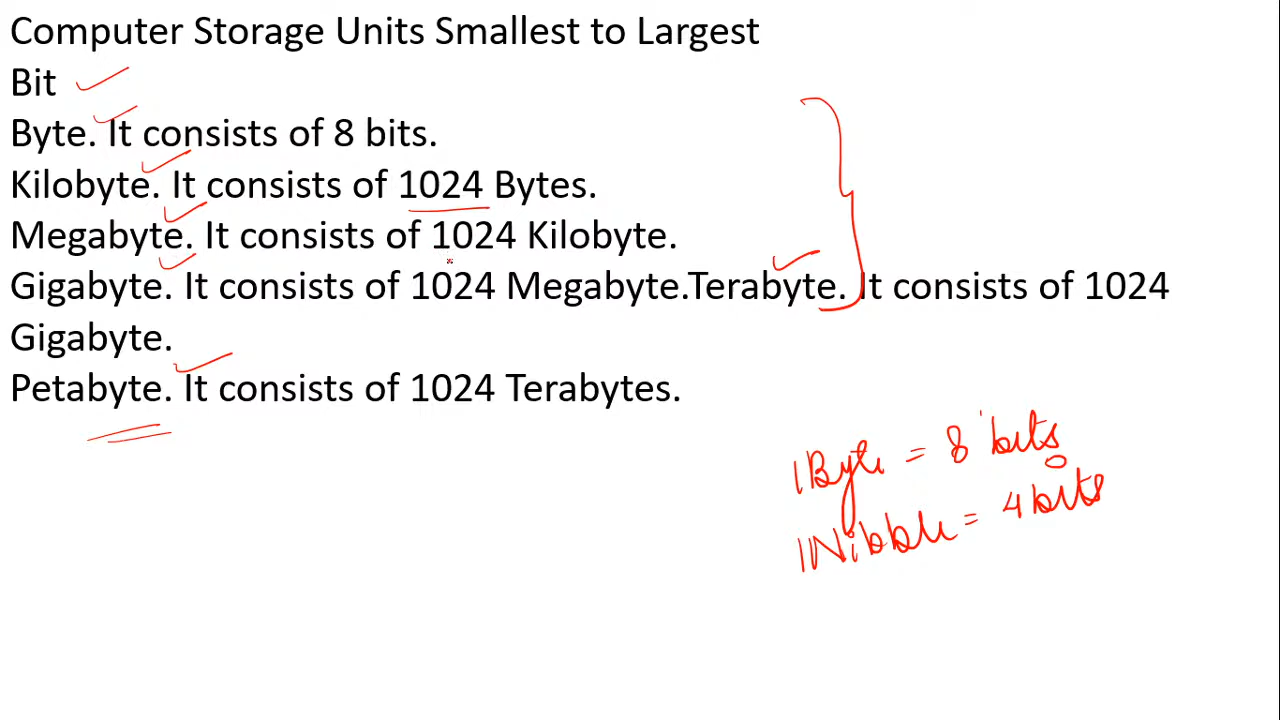 Computer Storage Units Smallest to Largest
Bit
Byte. It consists of 8 bits.
Kilobyte. It consists of 1024 Bytes.
Megabyte. It consists of 1024 Kilobyte.
Gigabyte. It consists of 1024 Megabyte.Terabyte. It consists of 1024
Gigabyte.
Petabyte. It consists of 1024 Terabytes.
1Byte = 8 bits
1Nibble = 4 bits